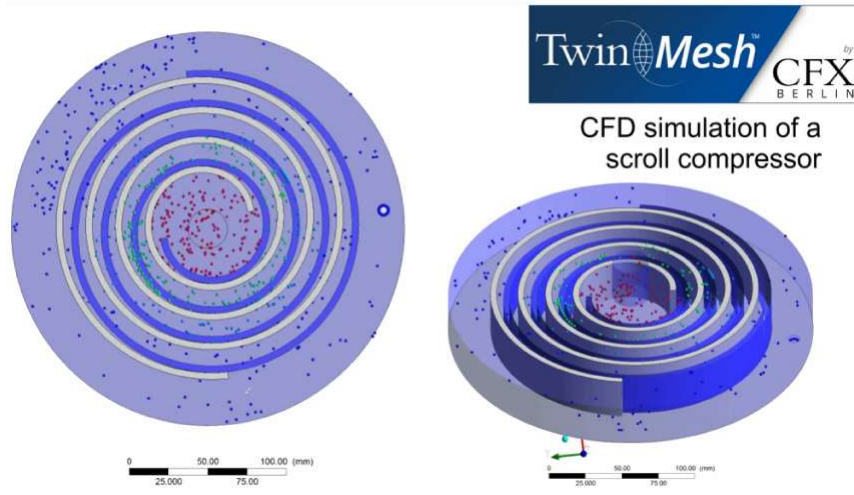 TwinMesh™
by
CFX
BERLIN
CFD simulation of a
scroll compressor
0 50.00 100.00 (mm)
25.000 75.00
0 50.00 100.00 (mm)
25.000 75.00